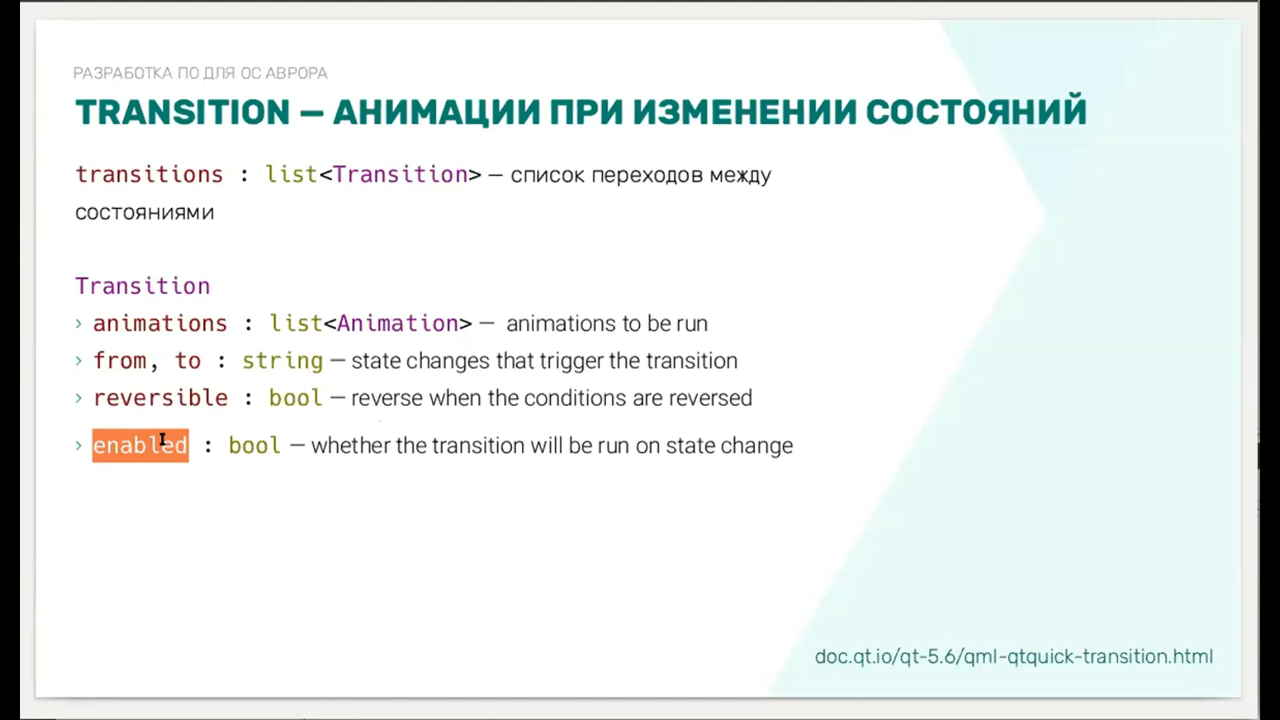 РАЗРАБОТКА ПО ДЛЯ ОС АВРОРА
TRANSITION — АНИМАЦИИ ПРИ ИЗМЕНЕНИИ СОСТОЯНИЙ
transitions : list<Transition> — список переходов между
состояниями
Transition
› animations : list<Animation> — animations to be run
› from, to : string — state changes that trigger the transition
› reversible : bool — reverse when the conditions are reversed
› enabled : bool — whether the transition will be run on state change
doc.qt.io/qt-5.6/qml-qtquick-transition.html